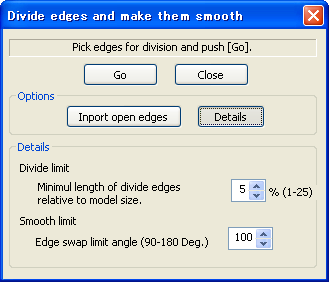 Divide edges and make them smooth
Pick edges for division and push [Go].
Go
Close
Options
Inport open edges
Details
Details
Divide limit
Minimul length of divide edges
relative to model size.
5
% (1-25)
Smooth limit
Edge swap limit angle (90-180 Deg.)
100